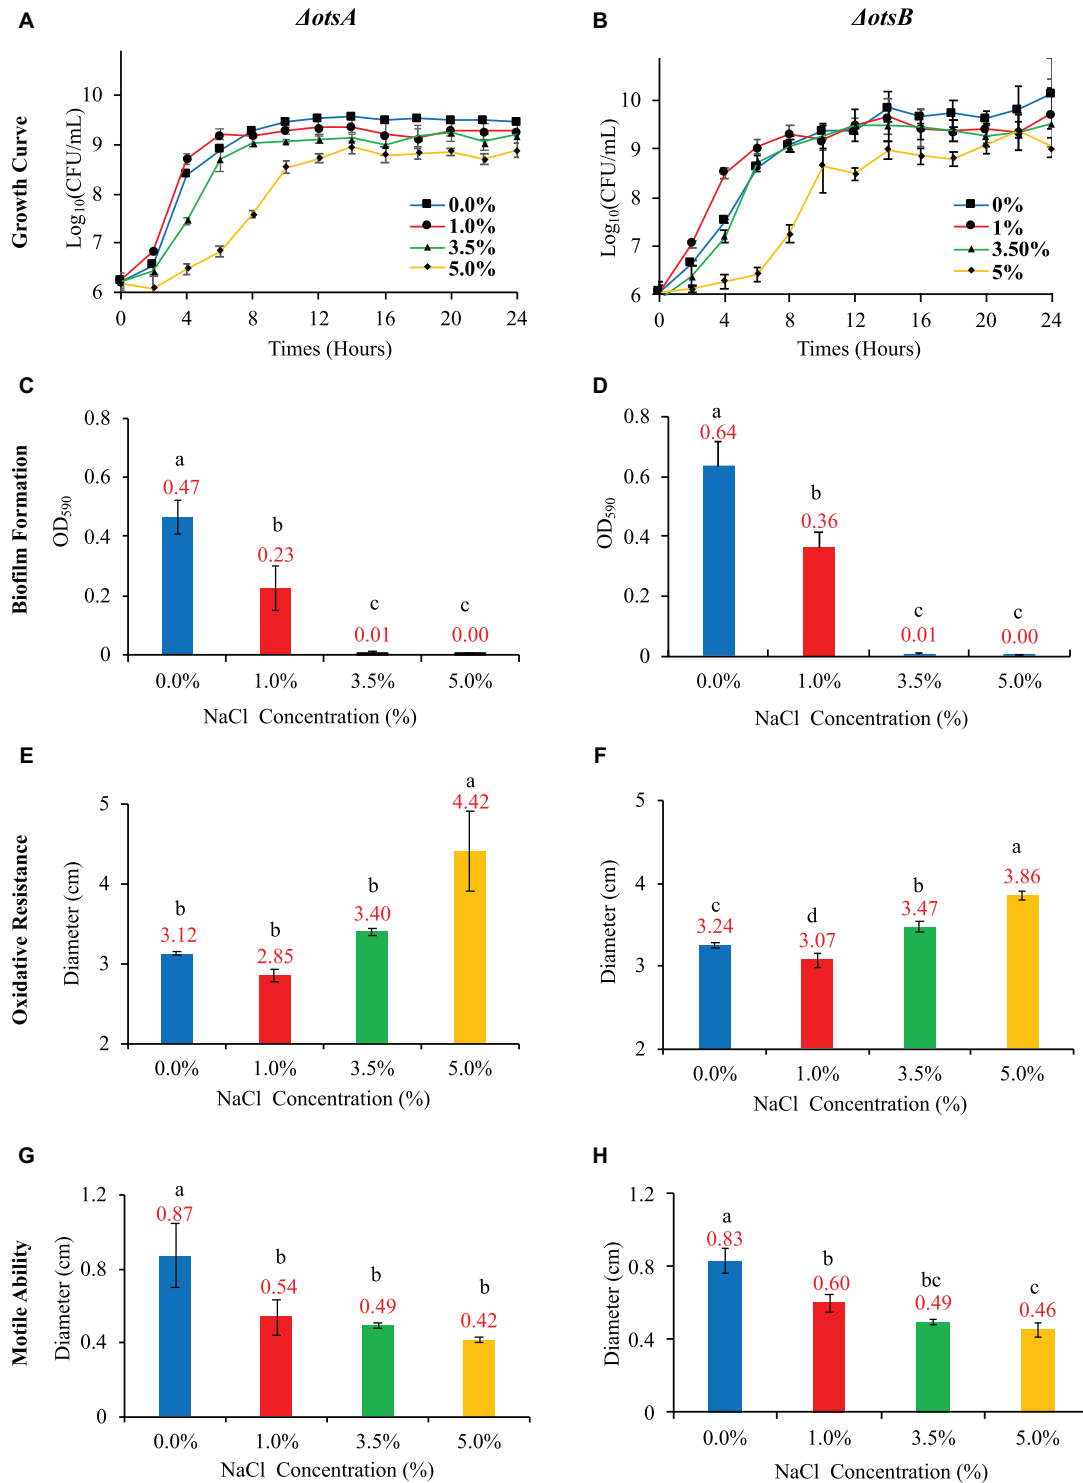 A
ΔotsA
B
ΔotsB
Growth Curve
Log10(CFU/mL)
10
9
8
7
6
0.0%
1.0%
3.5%
5.0%
0 4 8 12 16 20 24
Times (Hours)
Log10(CFU/mL)
10
9
8
7
6
0%
1%
3.50%
5%
0 4 8 12 16 20 24
Times (Hours)
C
Biofilm Formation
OD590
0.8
0.6
0.4
0.2
0
a
0.47
b
0.23
c
0.01
c
0.00
0.0% 1.0% 3.5% 5.0%
NaCl Concentration (%)
D
OD590
0.8
0.6
0.4
0.2
0
a
0.64
b
0.36
c
0.01
c
0.00
0.0% 1.0% 3.5% 5.0%
NaCl Concentration (%)
E
Oxidative Resistance
Diameter (cm)
5
4
3
2
b
3.12
b
2.85
b
3.40
a
4.42
0.0% 1.0% 3.5% 5.0%
NaCl Concentration (%)
F
Diameter (cm)
5
4
3
2
c
3.24
d
3.07
b
3.47
a
3.86
0.0% 1.0% 3.5% 5.0%
NaCl Concentration (%)
G
Motile Ability
Diameter (cm)
1.2
0.8
0.4
0
a
0.87
b
0.54
b
0.49
b
0.42
0.0% 1.0% 3.5% 5.0%
NaCl Concentration (%)
H
Diameter (cm)
1.2
0.8
0.4
0
a
0.83
b
0.60
bc
0.49
c
0.46
0.0% 1.0% 3.5% 5.0%
NaCl Concentration (%)